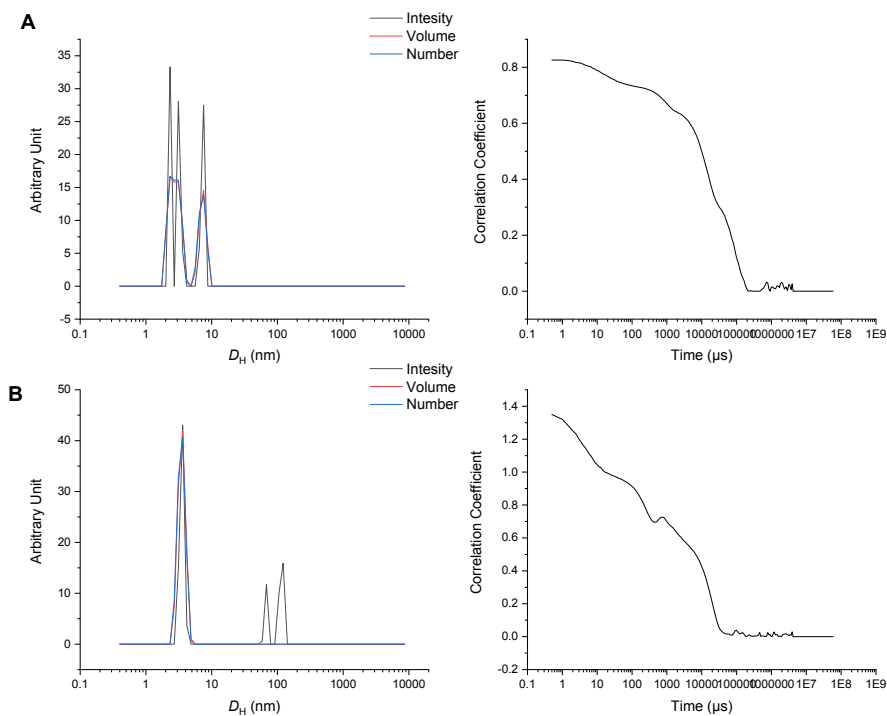 A
Intesity
Volume
Number
35
30
25
20
15
10
5
0
-5
Arbitrary Unit
0.1 1 10 100 1000 10000
D_H (nm)
0.8
0.6
0.4
0.2
0.0
Correlation Coefficient
0.1 1 10 100 1000 10000 100000 1000000 1E7 1E8 1E9
Time (µs)
B
Intesity
Volume
Number
50
40
30
20
10
0
Arbitrary Unit
0.1 1 10 100 1000 10000
D_H (nm)
1.4
1.2
1.0
0.8
0.6
0.4
0.2
0.0
-0.2
Correlation Coefficient
0.1 1 10 100 1000 10000 100000 1000000 1E7 1E8 1E9
Time (µs)